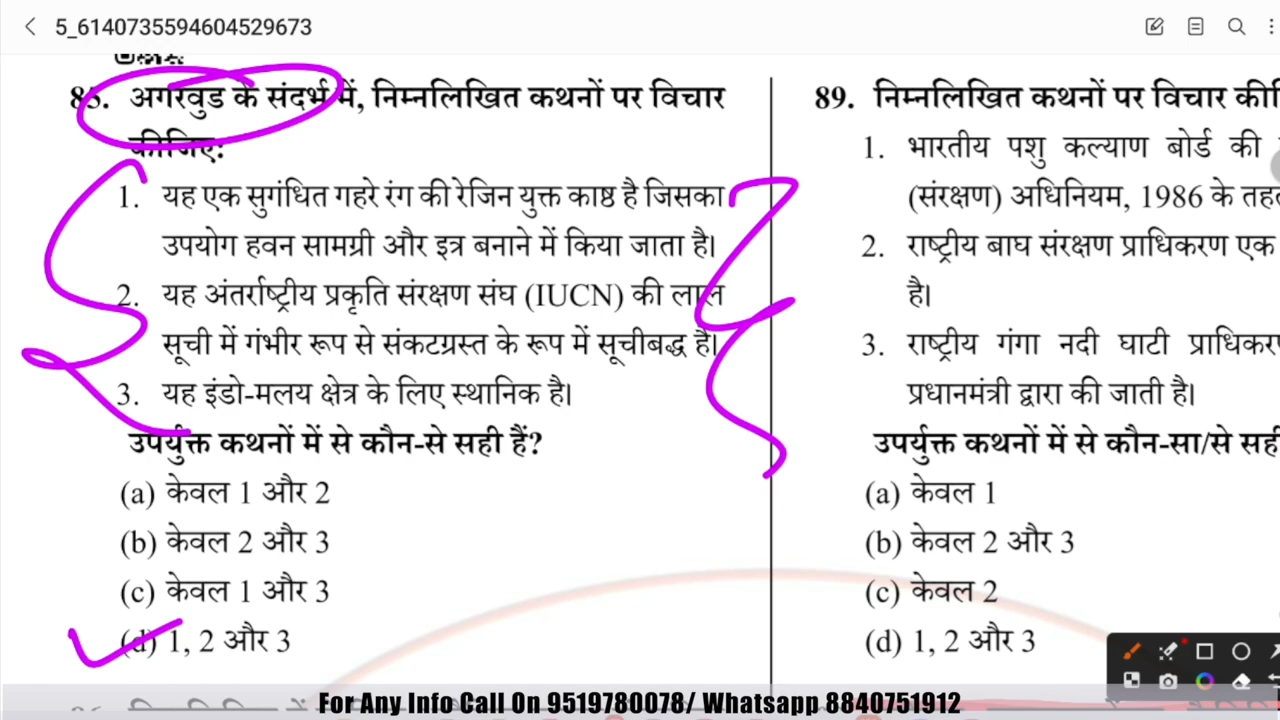 5_6140735594604529673
85. अगरवुड के संदर्भ में, निम्नलिखित कथनों पर विचार
कीजिए:
1. यह एक सुगंधित गहरे रंग की रेजिन युक्त काष्ठ है जिसका
उपयोग हवन सामग्री और इत्र बनाने में किया जाता है।
2. यह अंतर्राष्ट्रीय प्रकृति संरक्षण संघ (IUCN) की लाल
सूची में गंभीर रूप से संकटग्रस्त के रूप में सूचीबद्ध है।
3. यह इंडो-मलय क्षेत्र के लिए स्थानिक है।
उपर्युक्त कथनों में से कौन-से सही हैं?
(a) केवल 1 और 2
(b) केवल 2 और 3
(c) केवल 1 और 3
(d) 1, 2 और 3
89. निम्नलिखित कथनों पर विचार
1. भारतीय पशु कल्याण बोर्ड की
(संरक्षण) अधिनियम, 1986 के
2. राष्ट्रीय बाघ संरक्षण प्राधिकरण एक
है।
3. राष्ट्रीय गंगा नदी घाटी
प्रधानमंत्री द्वारा की जाती है।
उपर्युक्त कथनों में से कौन-सा/से
(a) केवल 1
(b) केवल 2 और 3
(c) केवल 2
(d) 1, 2 और 3
For Any Info Call On 9519780078/ Whatsapp 8840751912